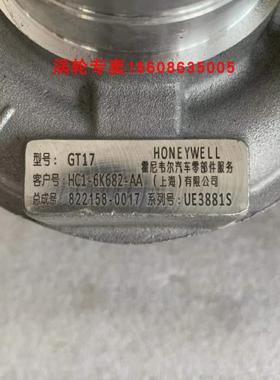 涡轮专卖18608635005
型号: GT17 HONEYWELL
霍尼韦尔汽车零部件服务
客户号: HC1-6K682-AA (上海)有限公司
总成号: 822158-0017 系列号: UE3881S